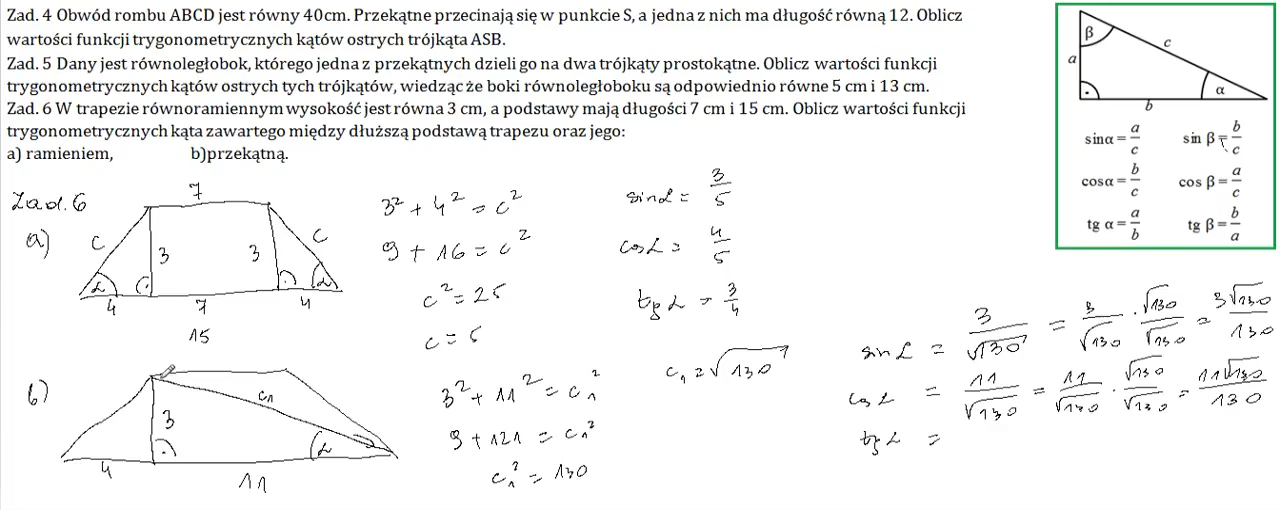 Zad. 4 Obwód rombu ABCD jest równy 40cm. Przekątne przecinają się w punkcie S, a jedna z nich ma długość równą 12. Oblicz
wartości funkcji trygonometrycznych kątów ostrych trójkąta ASB.
Zad. 5 Dany jest równoległobok, którego jedna z przekątnych dzieli go na dwa trójkąty prostokątne. Oblicz wartości funkcji
trygonometrycznych kątów ostrych tych trójkątów, wiedząc że boki równoległoboku są odpowiednio równe 5 cm i 13 cm.
Zad. 6 W trapezie równoramiennym wysokość jest równa 3 cm, a podstawy mają długości 7 cm i 15 cm. Oblicz wartości funkcji
trygonometrycznych kąta zawartego między dłuższą podstawą trapezu oraz jego:
a) ramieniem, b)przekątną.
β
c
a
α
b
sinα = a/c sin β = b/c
cosα = b/c cos β = a/c
tg α = a/b tg β = b/a
Zad. 6
a)
7
c 3 3 c
α α
4 7 4
15
3² + 4² = c²
9 + 16 = c²
c² = 25
c = 5
sin α = 3/5
cos α = 4/5
tg α = 3/4
b)
c₁
3
α
4 11
3² + 11² = c₁²
9 + 121 = c₁²
c₁² = 130
c₁ = √130
sin α = 3/√130 = 3/√130 · √130/√130 = 3√130/130
cos α = 11/√130 = 11/√130 · √130/√130 = 11√130/130
tg α =